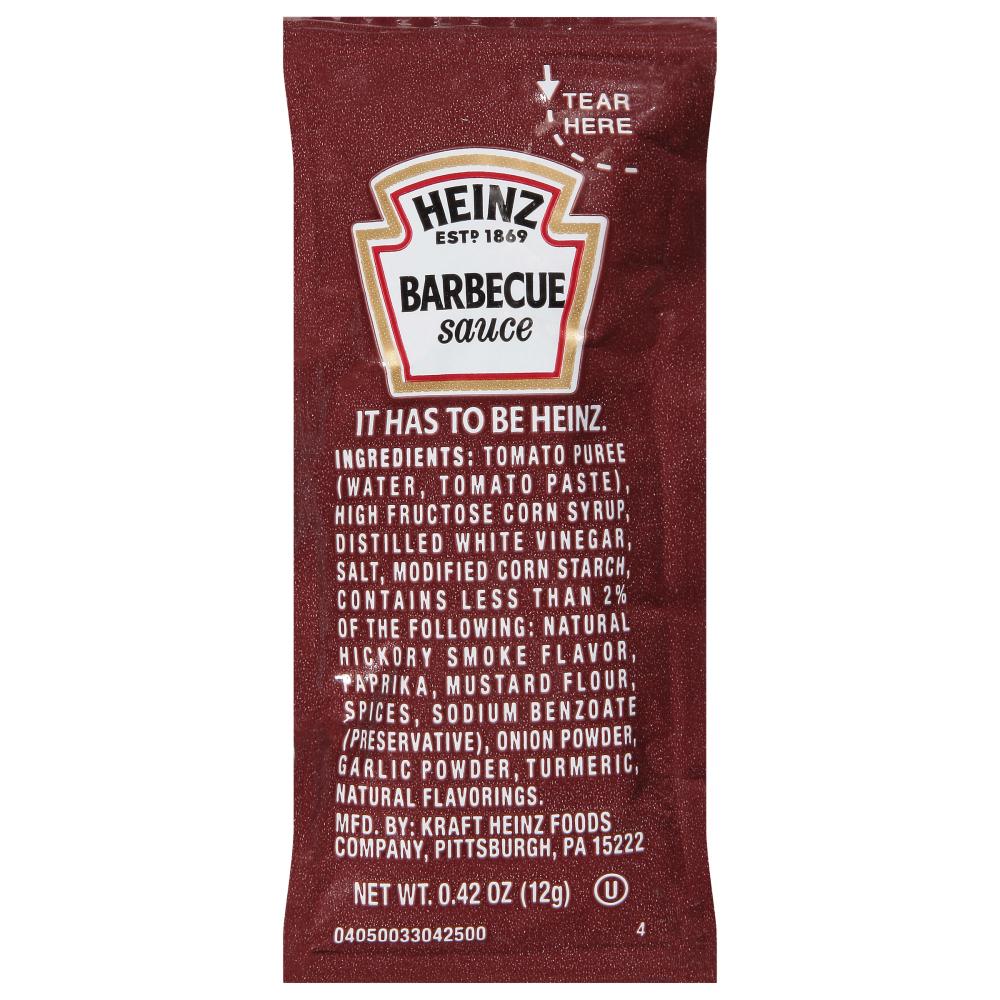 TEAR
HERE
HEINZ
ESTD 1869
BARBECUE
sauce
IT HAS TO BE HEINZ.
INGREDIENTS: TOMATO PUREE
(WATER, TOMATO PASTE),
HIGH FRUCTOSE CORN SYRUP,
DISTILLED WHITE VINEGAR,
SALT, MODIFIED CORN STARCH,
CONTAINS LESS THAN 2%
OF THE FOLLOWING: NATURAL
HICKORY SMOKE FLAVOR,
PAPRIKA, MUSTARD FLOUR,
SPICES, SODIUM BENZOATE
(PRESERVATIVE), ONION POWDER,
GARLIC POWDER, TURMERIC,
NATURAL FLAVORINGS.
MFD. BY: KRAFT HEINZ FOODS
COMPANY, PITTSBURGH, PA 15222
NET WT. 0.42 OZ (12g) U
04050033042500 4